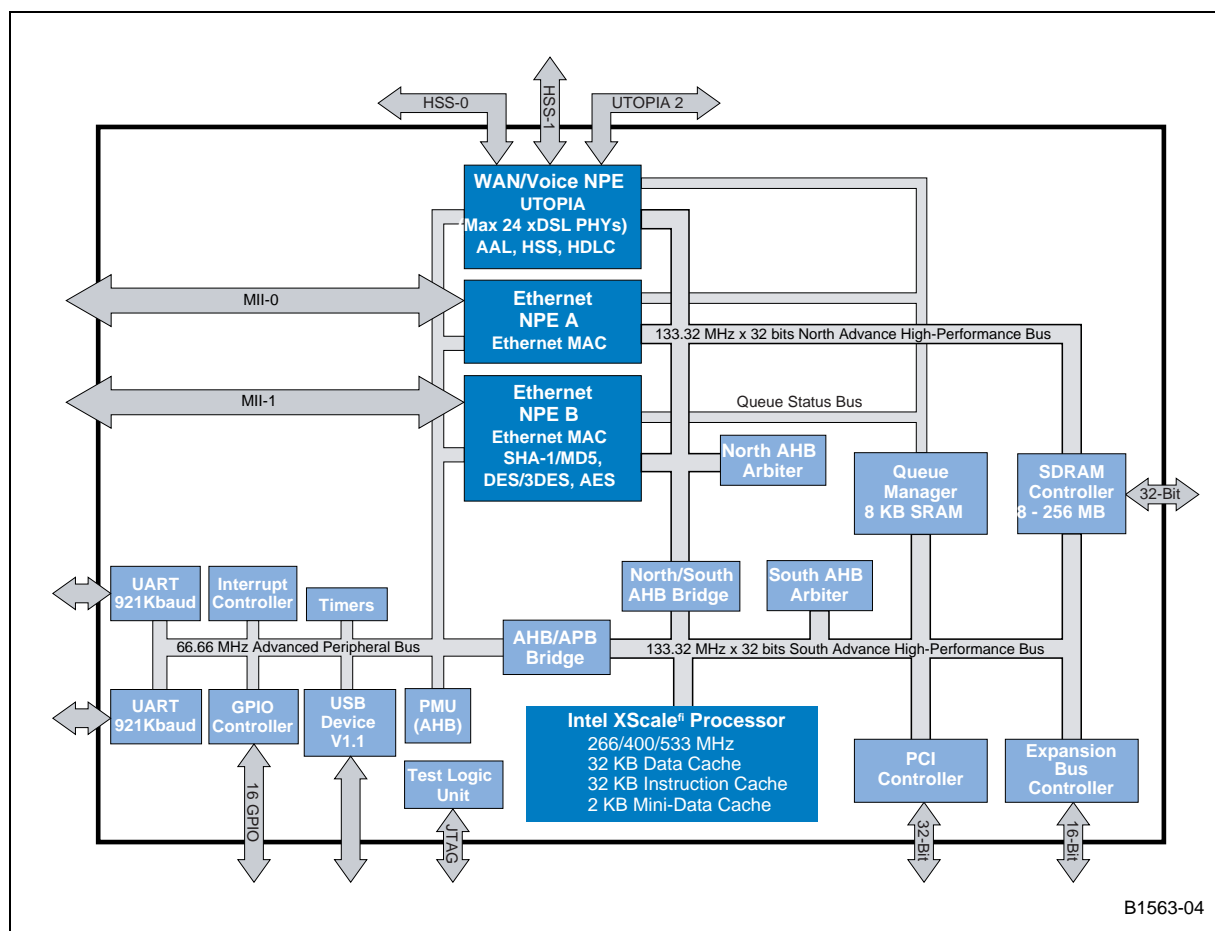 HSS-0
HSS-1
UTOPIA 2
WAN/Voice NPE
UTOPIA
(Max 24 xDSL PHYs)
AAL, HSS, HDLC
MII-0
Ethernet
NPE A
Ethernet MAC
133.32 MHz x 32 bits North Advance High-Performance Bus
MII-1
Ethernet
NPE B
Ethernet MAC
SHA-1/MD5,
DES/3DES, AES
Queue Status Bus
North AHB
Arbiter
Queue
Manager
8 KB SRAM
SDRAM
Controller
8 - 256 MB
32-Bit
UART
921Kbaud
Interrupt
Controller
Timers
North/South
AHB Bridge
South AHB
Arbiter
66.66 MHz Advanced Peripheral Bus
AHB/APB
Bridge
133.32 MHz x 32 bits South Advance High-Performance Bus
UART
921Kbaud
GPIO
Controller
USB
Device
V1.1
PMU
(AHB)
Intel XScaleﬁ Processor
266/400/533 MHz
32 KB Data Cache
32 KB Instruction Cache
2 KB Mini-Data Cache
PCI
Controller
Expansion
Bus
Controller
Test Logic
Unit
16 GPIO
JTAG
32-Bit
16-Bit
B1563-04